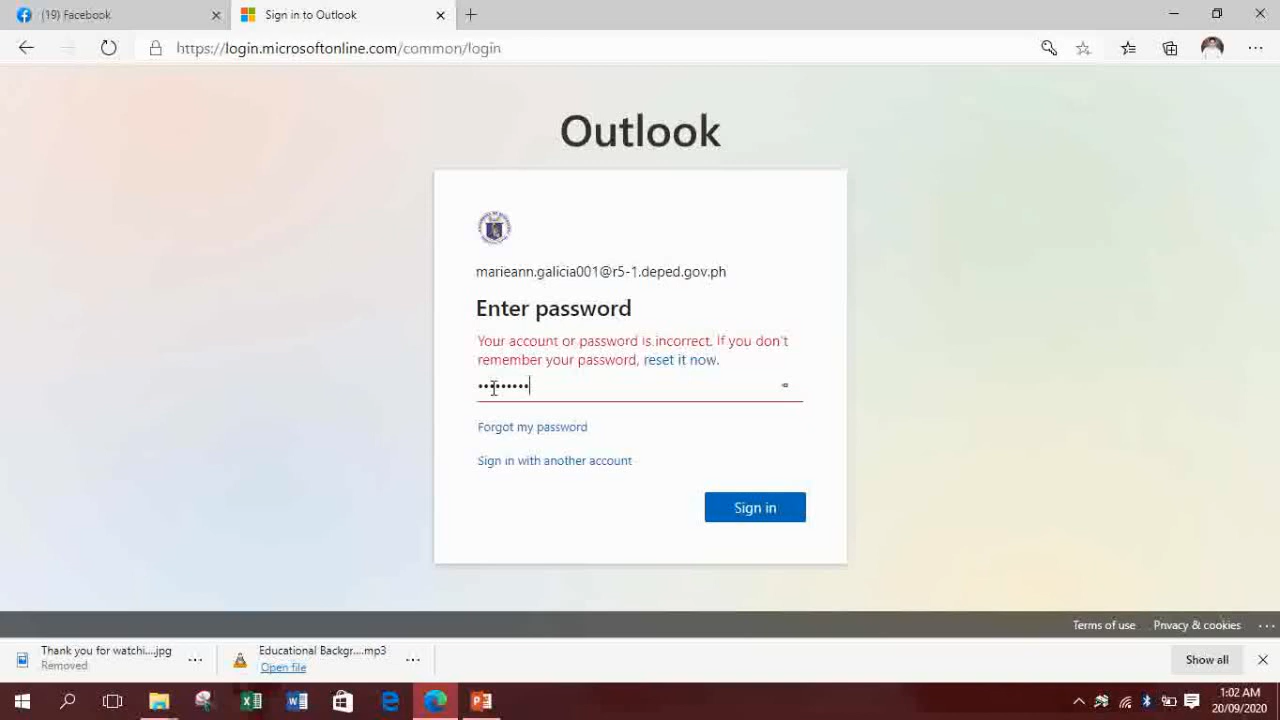 (19) Facebook
Sign in to Outlook
https://login.microsoftonline.com/common/login
Outlook
marieann.galicia001@r5-1.deped.gov.ph
Enter password
Your account or password is incorrect. If you don't
remember your password, reset it now.
•••••••••
Forgot my password
Sign in with another account
Sign in
Terms of use
Privacy & cookies
Thank you for watchi....jpg
Removed
Educational Backgr....mp3
Open file
Show all
1:02 AM
20/09/2020